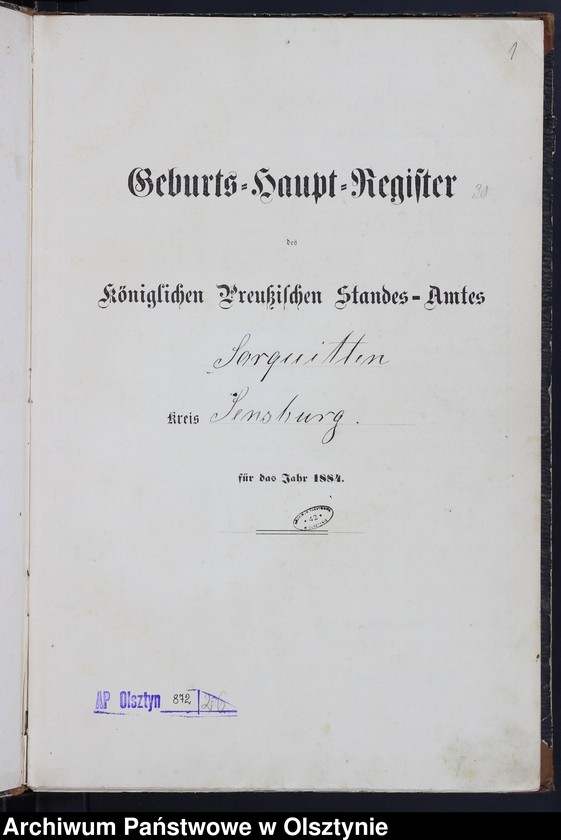 1
Geburts-Haupt-Register
20
des
Königlichen Preußischen Standes-Amtes
Sorquitten
Kreis Sensburg.
für das Jahr 1884.
42
AP Olsztyn 872
Archiwum Państwowe w Olsztynie